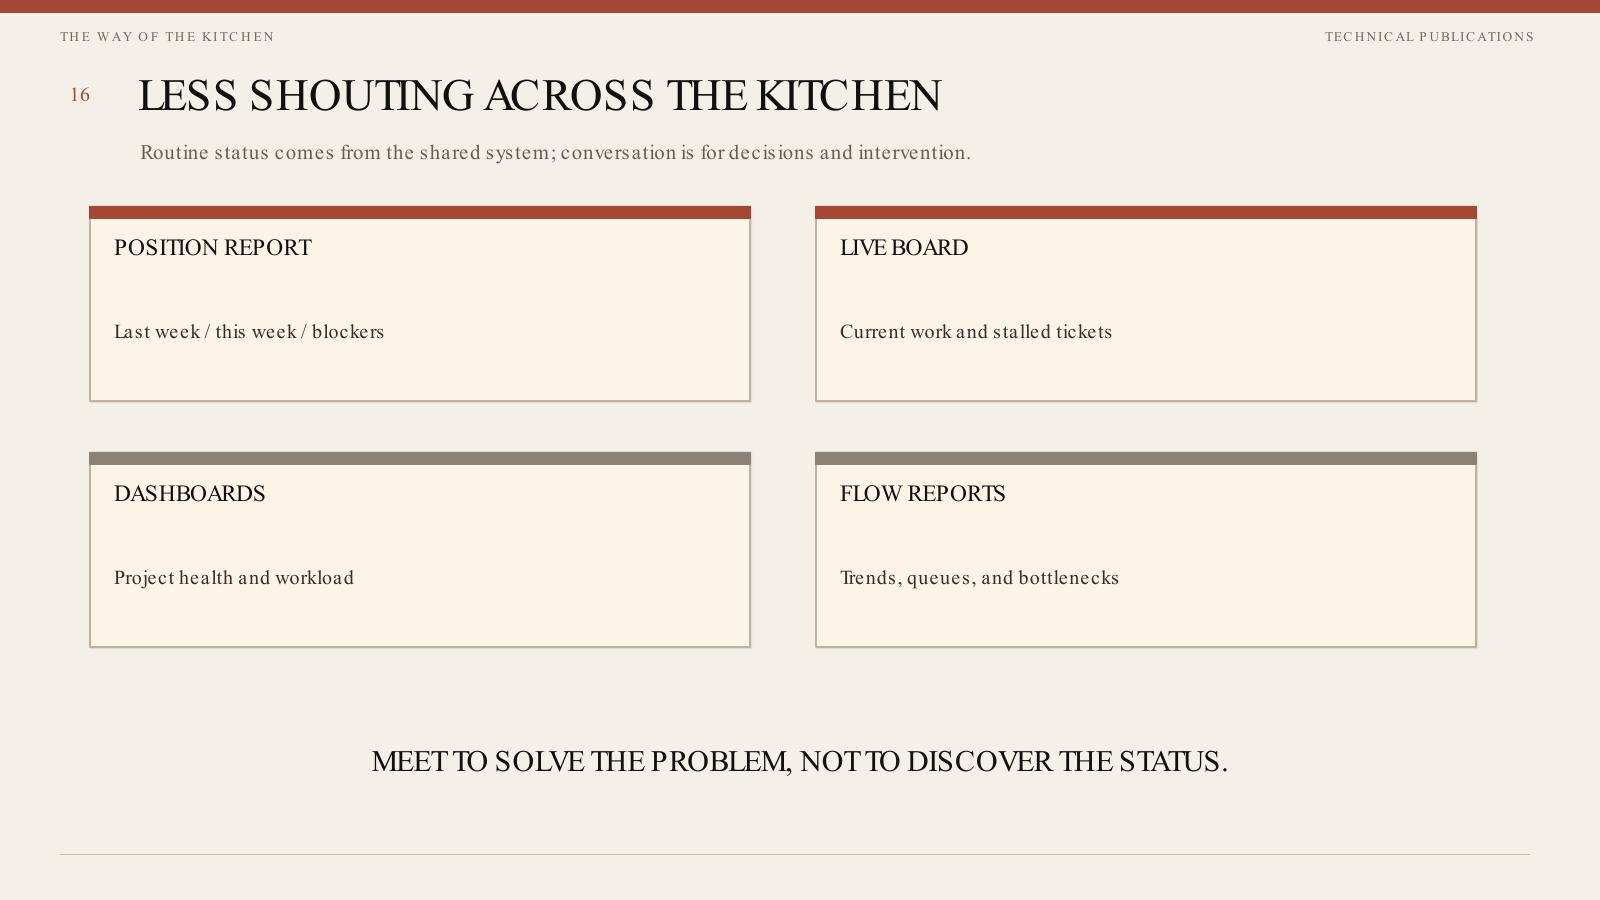 THE WAY OF THE KITCHEN
TECHNICAL PUBLICATIONS
16
LESS SHOUTING ACROSS THE KITCHEN
Routine status comes from the shared system; conversation is for decisions and intervention.
POSITION REPORT
Last week / this week / blockers
LIVE BOARD
Current work and stalled tickets
DASHBOARDS
Project health and workload
FLOW REPORTS
Trends, queues, and bottlenecks
MEET TO SOLVE THE PROBLEM, NOT TO DISCOVER THE STATUS.